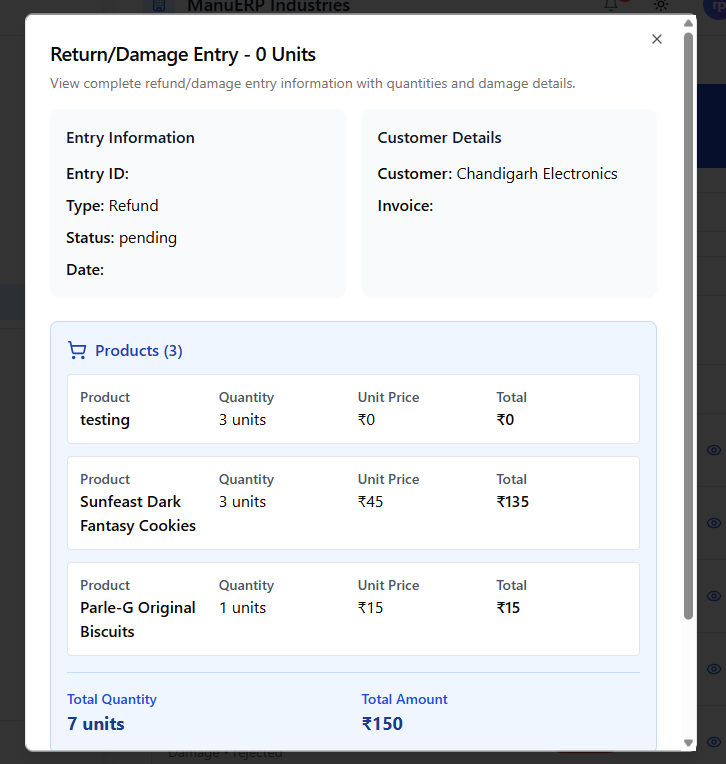 ManuERP Industries
Return/Damage Entry - 0 Units
View complete refund/damage entry information with quantities and damage details.
Entry Information
Entry ID:
Type: Refund
Status: pending
Date:
Customer Details
Customer: Chandigarh Electronics
Invoice:
Products (3)
Product Quantity Unit Price Total
testing 3 units ₹0 ₹0
Product Quantity Unit Price Total
Sunfeast Dark 3 units ₹45 ₹135
Fantasy Cookies
Product Quantity Unit Price Total
Parle-G Original 1 units ₹15 ₹15
Biscuits
Total Quantity Total Amount
7 units ₹150
Damage • rejected